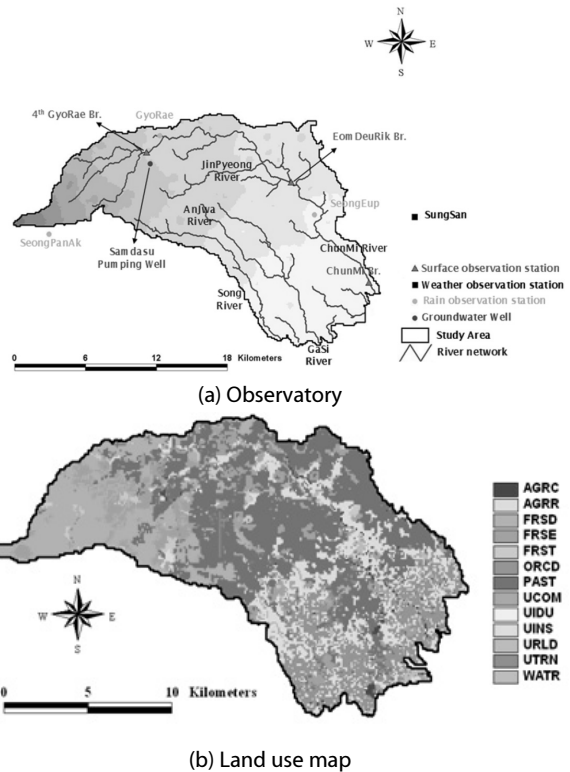 N
W E
S
4th GyoRae Br.
GyoRae
Eom DeuRik Br.
JinPyeong
River
SeongEup
AnJwa
River
SungSan
SeongPanAk
Samdasu
Pumping Well
ChunMi River
ChunMi Br.
Song
River
GaSi
River
Surface observation station
Weather observation station
Rain observation station
Groundwater Well
Study Area
River network
0 6 12 18 Kilometers
(a) Observatory
AGRC
AGRR
FRSD
FRSE
FRST
ORCD
PAST
UCOM
UIDU
UINS
URLD
UTRN
WATR
N
W E
S
0 5 10 Kilometers
(b) Land use map